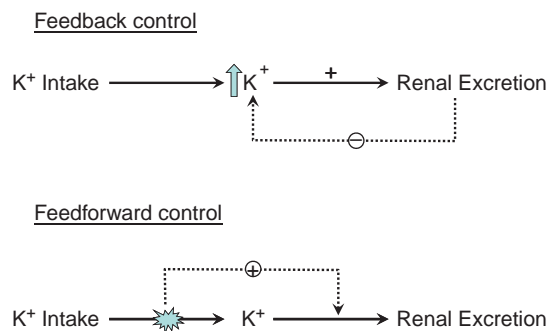 Feedback control
K⁺ Intake K⁺ + Renal Excretion
−
Feedforward control
+
K⁺ Intake K⁺ Renal Excretion